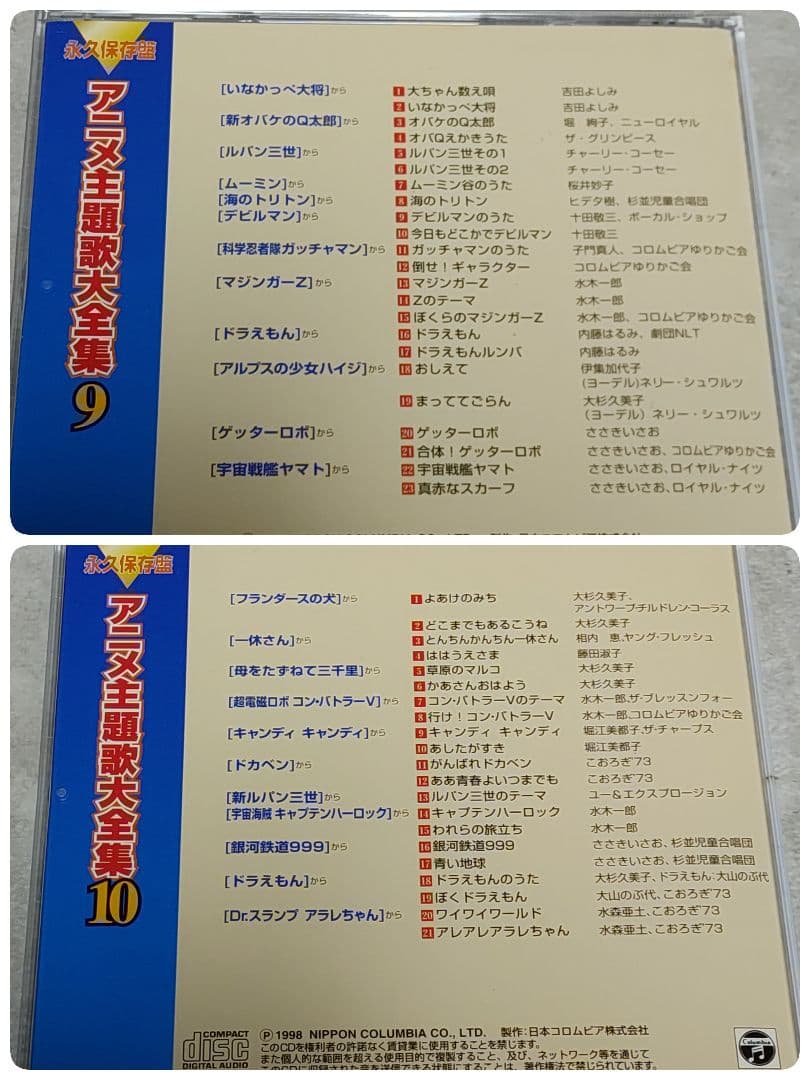 永久保存盤
アニメ主題歌大全集9
[いなかっぺ大将]から 1 大ちゃん数え唄 吉田よしみ
2 いなかっぺ大将 吉田よしみ
[新オバケのQ太郎]から 3 オバケのQ太郎 堀 絢子、ニューロイヤル
4 オバQえかきうた ザ・グリンピース
[ルパン三世]から 5 ルパン三世その1 チャーリー・コーセー
6 ルパン三世その2 チャーリー・コーセー
[ムーミン]から 7 ムーミン谷のうた 桜井妙子
[海のトリトン]から 8 海のトリトン ヒデタ樹、杉並児童合唱団
[デビルマン]から 9 デビルマンのうた 十田敬三、ボーカル・ショップ
10 今日もどこかでデビルマン 十田敬三
[科学忍者隊ガッチャマン]から 11 ガッチャマンのうた 子門真人、コロムビアゆりかご会
12 倒せ!ギャラクター コロムビアゆりかご会
[マジンガーZ]から 13 マジンガーZ 水木一郎
14 Zのテーマ 水木一郎
15 ぼくらのマジンガーZ 水木一郎、コロムビアゆりかご会
[ドラえもん]から 16 ドラえもん 内藤はるみ、劇団NLT
17 ドラえもんルンバ 内藤はるみ
[アルプスの少女ハイジ]から 18 おしえて 伊集加代子
(ヨーデル)ネリー・シュワルツ
19 まっててごらん 大杉久美子
(ヨーデル)ネリー・シュワルツ
[ゲッターロボ]から 20 ゲッターロボ ささきいさお
21 合体!ゲッターロボ ささきいさお、コロムビアゆりかご会
[宇宙戦艦ヤマト]から 22 宇宙戦艦ヤマト ささきいさお、ロイヤル・ナイツ
23 真赤なスカーフ ささきいさお、ロイヤル・ナイツ
永久保存盤
アニメ主題歌大全集10
[フランダースの犬]から 1 よあけのみち 大杉久美子、
アントワープチルドレン・コーラス
2 どこまでもあるこうね 大杉久美子
[一休さん]から 3 とんちんかんちん一休さん 相内 恵、ヤング・フレッシュ
4 ははうえさま 藤田淑子
[母をたずねて三千里]から 5 草原のマルコ 大杉久美子
6 かあさんおはよう 大杉久美子
[超電磁ロボ コン・バトラーV]から 7 コン・バトラーVのテーマ 水木一郎、ザ・ブレッスンフォー
8 行け!コン・バトラーV 水木一郎、コロムビアゆりかご会
[キャンディ キャンディ]から 9 キャンディ キャンディ 堀江美都子、ザ・チャープス
10 あしたがすき 堀江美都子
[ドカベン]から 11 がんばれドカベン こおろぎ'73
12 ああ青春よいつまでも こおろぎ'73
[新ルパン三世]から 13 ルパン三世のテーマ ユー&エクスプロージョン
[宇宙海賊 キャプテンハーロック]から 14 キャプテンハーロック 水木一郎
15 われらの旅立ち 水木一郎
[銀河鉄道999]から 16 銀河鉄道999 ささきいさお、杉並児童合唱団
17 青い地球 ささきいさお、杉並児童合唱団
[ドラえもん]から 18 ドラえもんのうた 大杉久美子、ドラえもん:大山のぶ代
19 ぼくドラえもん 大山のぶ代、こおろぎ'73
[Dr.スランプ アラレちゃん]から 20 ワイワイワールド 水森亜土、こおろぎ'73
21 アレアレアラレちゃん 水森亜土、こおろぎ'73
COMPACT disc DIGITAL AUDIO
Ⓟ 1998 NIPPON COLUMBIA CO., LTD. 製作:日本コロムビア株式会社
このCDを権利者の許諾なく賃貸業に使用することを禁じます。
また個人的な範囲を超える使用目的で複製すること、及び、ネットワーク等を通じて
このCDに収録された音を送信できる状態にすることは、著作権法で禁じられています。
Columbia